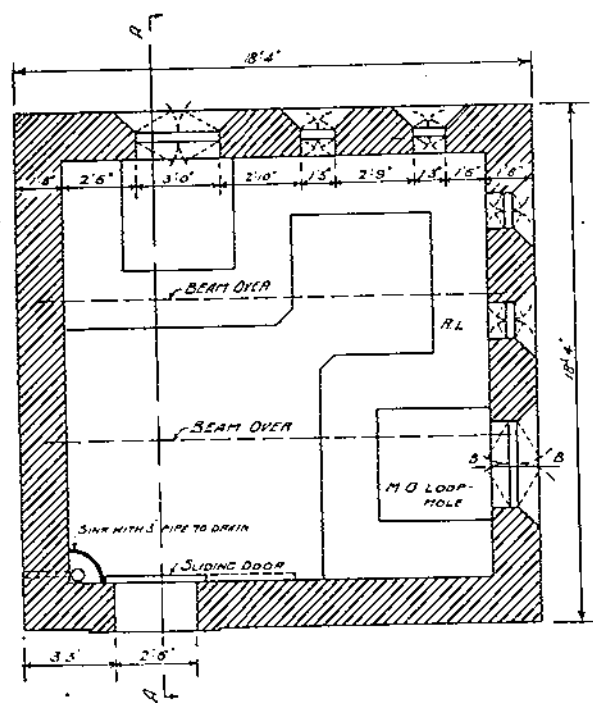 A
18'4"
1'8"
2'6"
3'0"
2'10"
1'3"
2'9"
1'3"
1'6"
1'8"
BEAM OVER
R.L
18'4"
BEAM OVER
B B
M G LOOP-
HOLE
SINK WITH 3" PIPE TO DRAIN
SLIDING DOOR
3'3"
2'6"
A